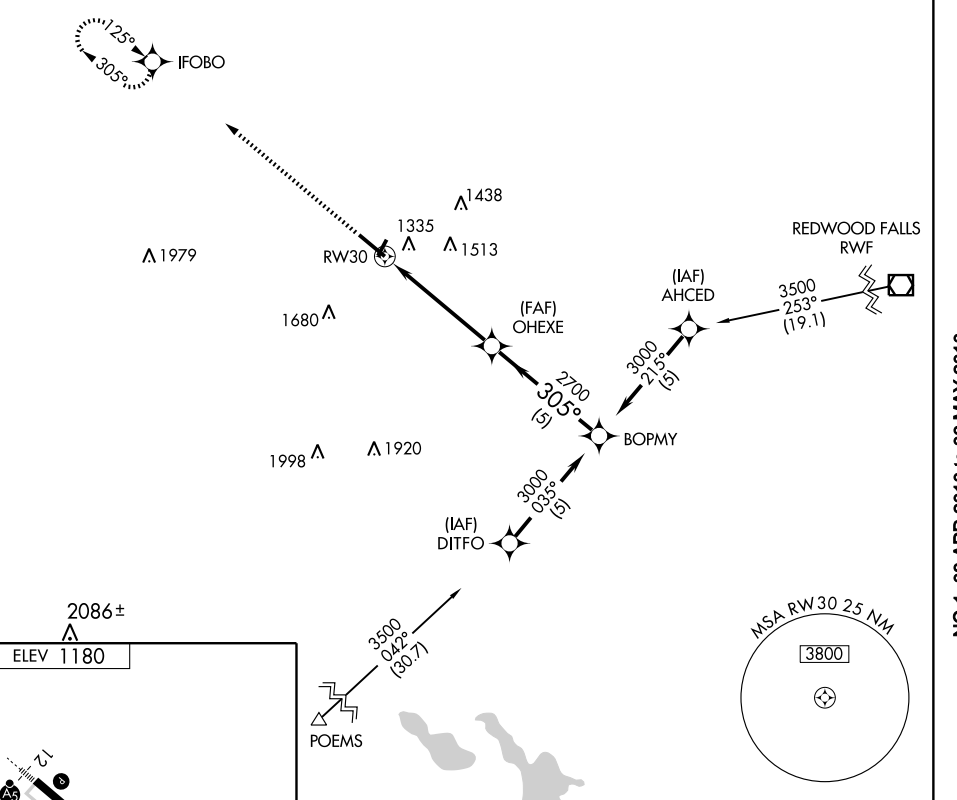 125°
305°
IFOBO
1438
1335
1513
RW30
1979
REDWOOD FALLS
RWF
(IAF)
AHCED
3500
253°
(19.1)
(FAF)
OHEXE
1680
3000
215°
(5)
2700
305°
(5)
BOPMY
1998
1920
3000
035°
(5)
(IAF)
DITFO
2086±
ELEV 1180
3500
042°
(30.7)
POEMS
MSA RW30 25 NM
3800
12
A5